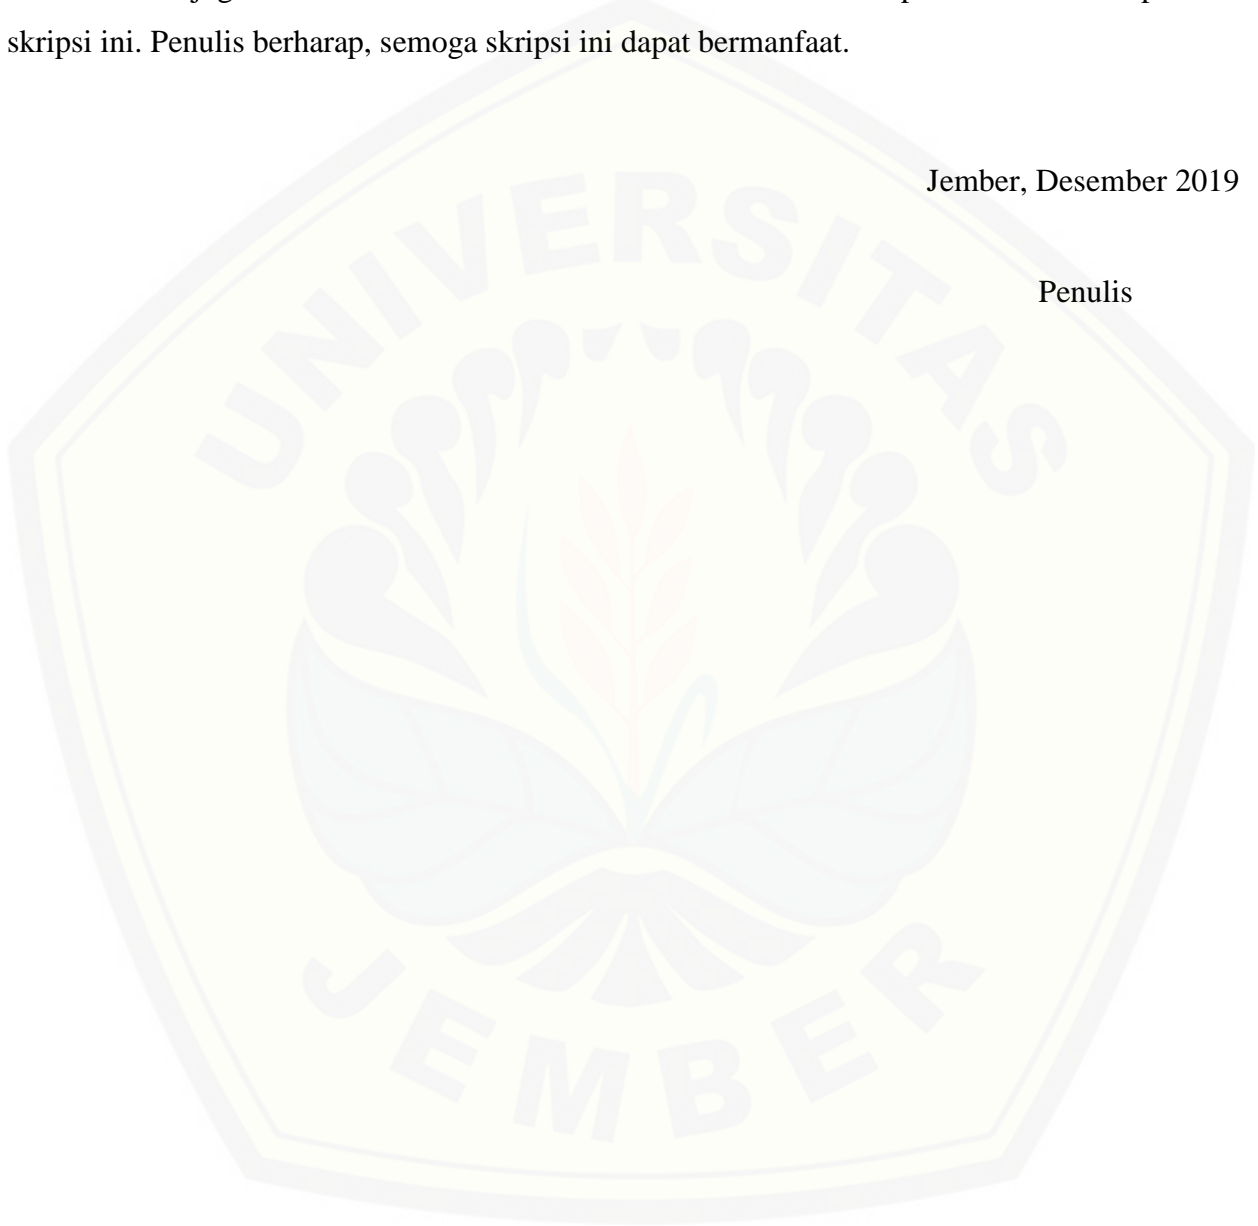 skripsi ini. Penulis berharap, semoga skripsi ini dapat bermanfaat.
Jember, Desember 2019
Penulis
UNIVERSITAS
JEMBER